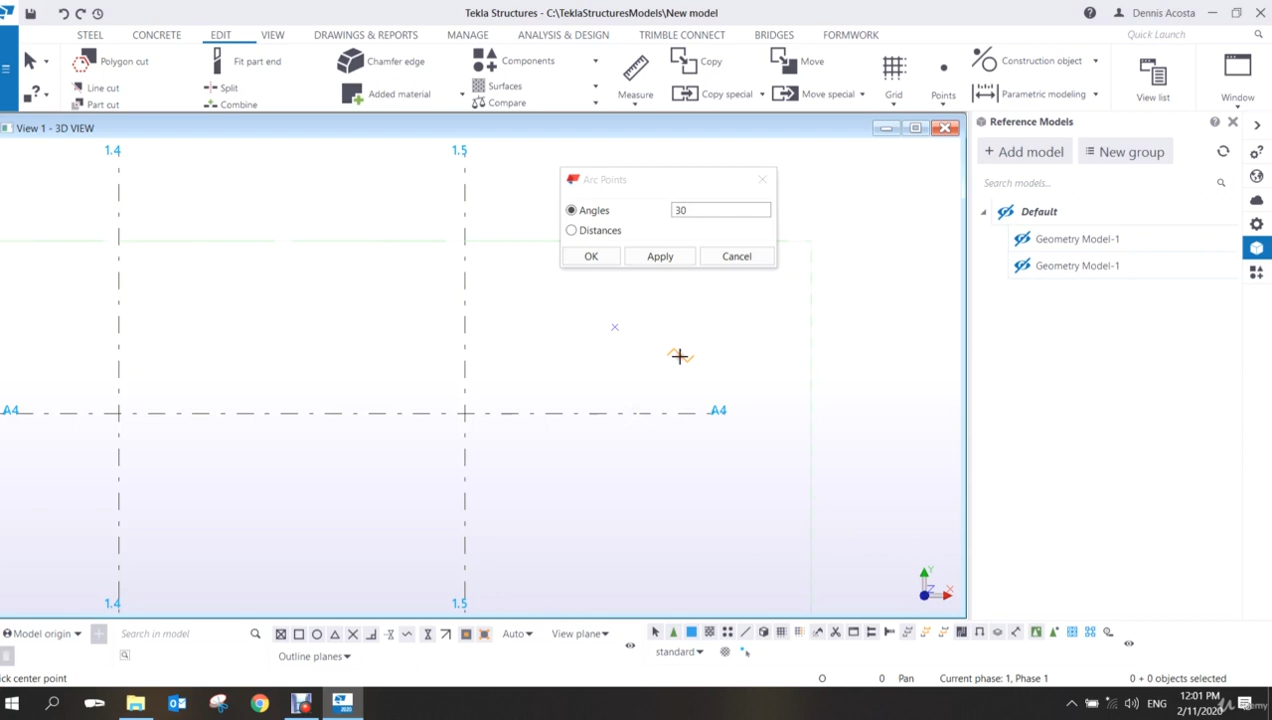 Tekla Structures - C:\TeklaStructuresModels\New model
Dennis Acosta
STEEL CONCRETE EDIT VIEW DRAWINGS & REPORTS MANAGE ANALYSIS & DESIGN TRIMBLE CONNECT BRIDGES FORMWORK Quick Launch
Polygon cut
Fit part end
Chamfer edge
Components
Copy
Move
Construction object
Line cut
Split
Added material
Surfaces
Measure
Copy special
Move special
Grid
Points
Parametric modeling
View list
Window
Part cut
Combine
Compare
View 1 - 3D VIEW
Reference Models
1.4
1.5
+ Add model
New group
Search models...
Arc Points
Angles
30
Distances
OK
Apply
Cancel
Default
Geometry Model-1
Geometry Model-1
A4
A4
1.4
1.5
Y
X
Z
Model origin
Search in model
Auto
View plane
Outline planes
standard
ick center point
O
0
Pan
Current phase: 1, Phase 1
0 + 0 objects selected
2020
ENG
12:01 PM
2/11/2020
Udemy